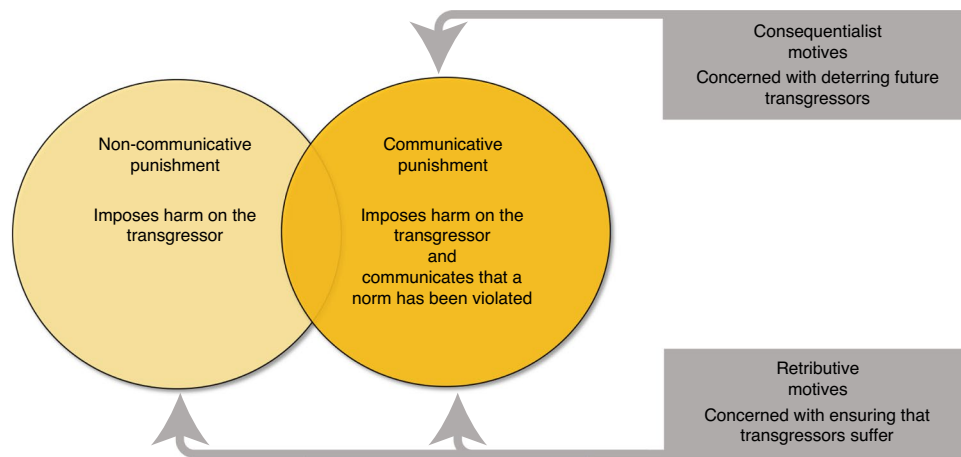 Consequentialist
motives
Concerned with deterring future
transgressors
Non-communicative
punishment
Imposes harm on the
transgressor
Communicative
punishment
Imposes harm on the
transgressor
and
communicates that a
norm has been violated
Retributive
motives
Concerned with ensuring that
transgressors suffer